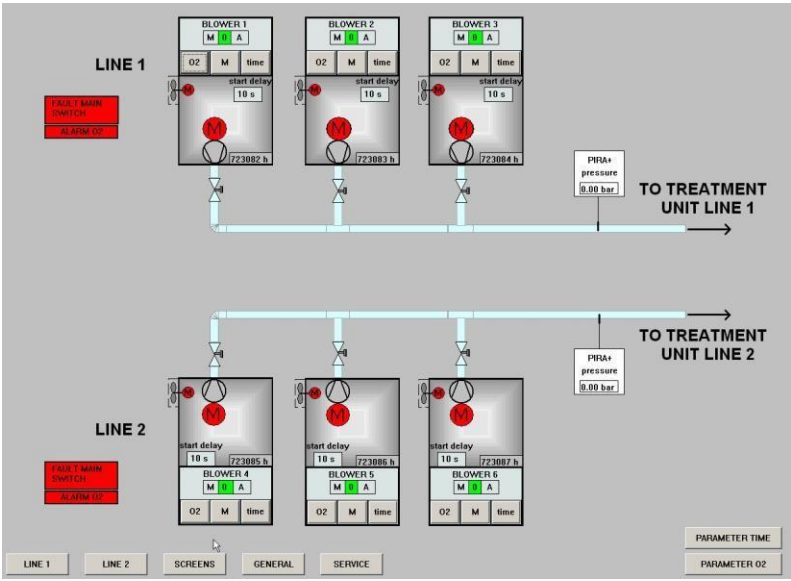 BLOWER 1
M 0 A
O2 M time
start delay
10 s
M
M
723082 h
BLOWER 2
M 0 A
O2 M time
start delay
10 s
M
M
723083 h
BLOWER 3
M 0 A
O2 M time
start delay
10 s
M
M
723084 h
LINE 1
FAULT MAIN
SWITCH
ALARM O2
PIRA+
pressure
0.00 bar
TO TREATMENT
UNIT LINE 1
TO TREATMENT
UNIT LINE 2
PIRA+
pressure
0.00 bar
LINE 2
FAULT MAIN
SWITCH
ALARM O2
M
M
start delay
10 s
723085 h
BLOWER 4
M 0 A
O2 M time
M
M
start delay
10 s
723086 h
BLOWER 5
M 0 A
O2 M time
M
M
start delay
10 s
723087 h
BLOWER 6
M 0 A
O2 M time
PARAMETER TIME
LINE 1 LINE 2 SCREENS GENERAL SERVICE PARAMETER O2